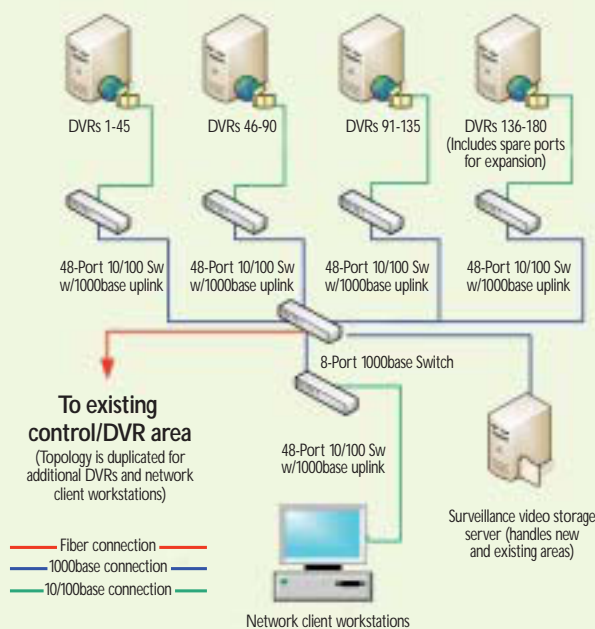 DVRs 1-45
DVRs 46-90
DVRs 91-135
DVRs 136-180
(Includes spare ports
for expansion)
48-Port 10/100 Sw
w/1000base uplink
48-Port 10/100 Sw
w/1000base uplink
48-Port 10/100 Sw
w/1000base uplink
48-Port 10/100 Sw
w/1000base uplink
8-Port 1000base Switch
To existing
control/DVR area
(Topology is duplicated for
additional DVRs and network
client workstations)
48-Port 10/100 Sw
w/1000base uplink
Surveillance video storage
server (handles new
and existing areas)
Fiber connection
1000base connection
10/100base connection
Network client workstations